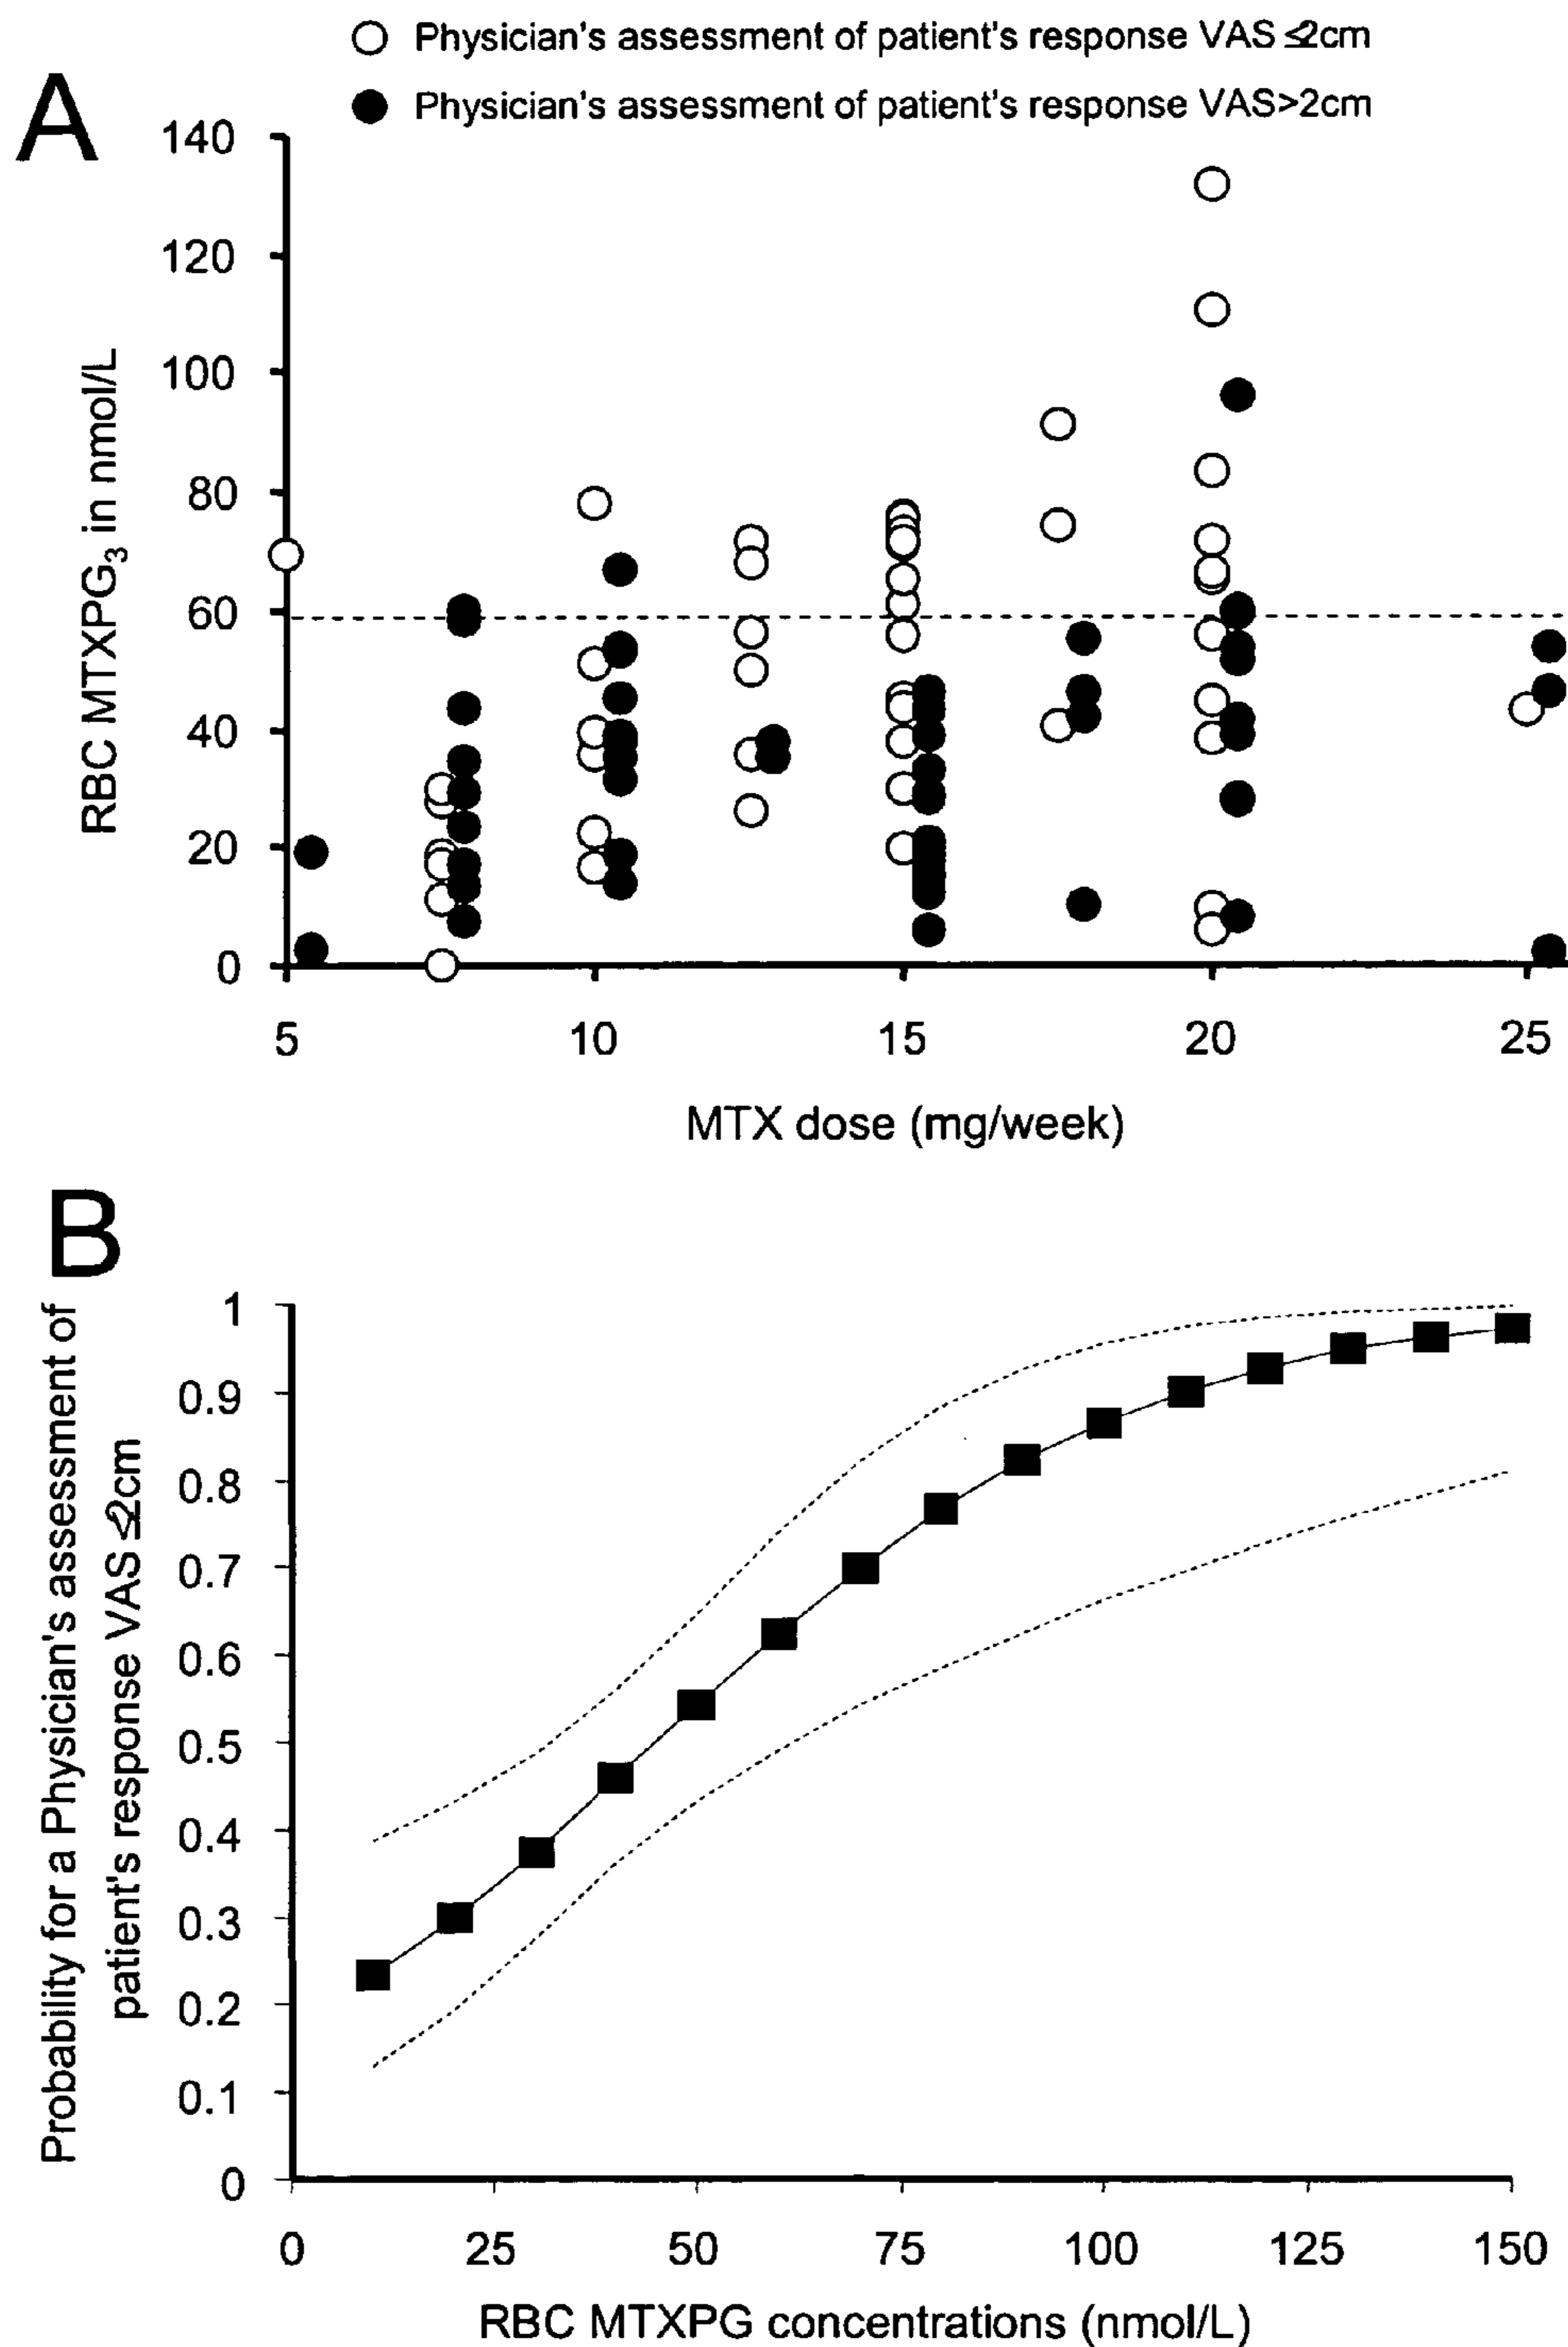 Physician's assessment of patient's response VAS ≤2cm
Physician's assessment of patient's response VAS>2cm
A
140
120
100
80
60
40
20
0
RBC MTXPG3 in nmol/L
5 10 15 20 25
MTX dose (mg/week)
B
Probability for a Physician's assessment of
patient's response VAS ≤2cm
1
0.9
0.8
0.7
0.6
0.5
0.4
0.3
0.2
0.1
0
0 25 50 75 100 125 150
RBC MTXPG concentrations (nmol/L)